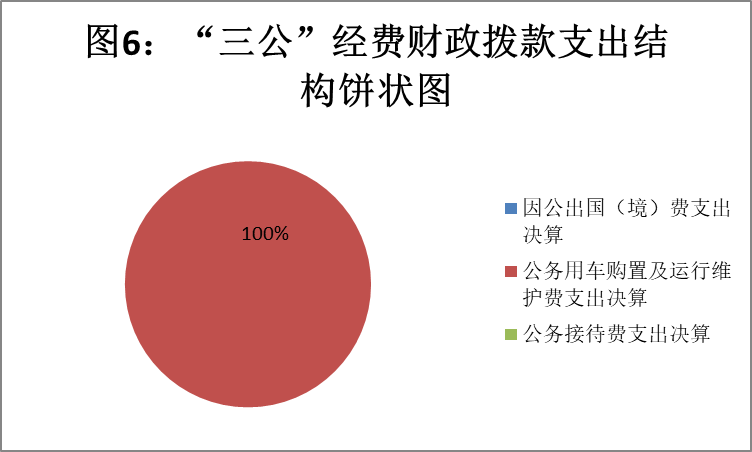 图6：“三公”经费财政拨款支出结
构饼状图
100%
因公出国（境）费支出
决算
公务用车购置及运行维
护费支出决算
公务接待费支出决算